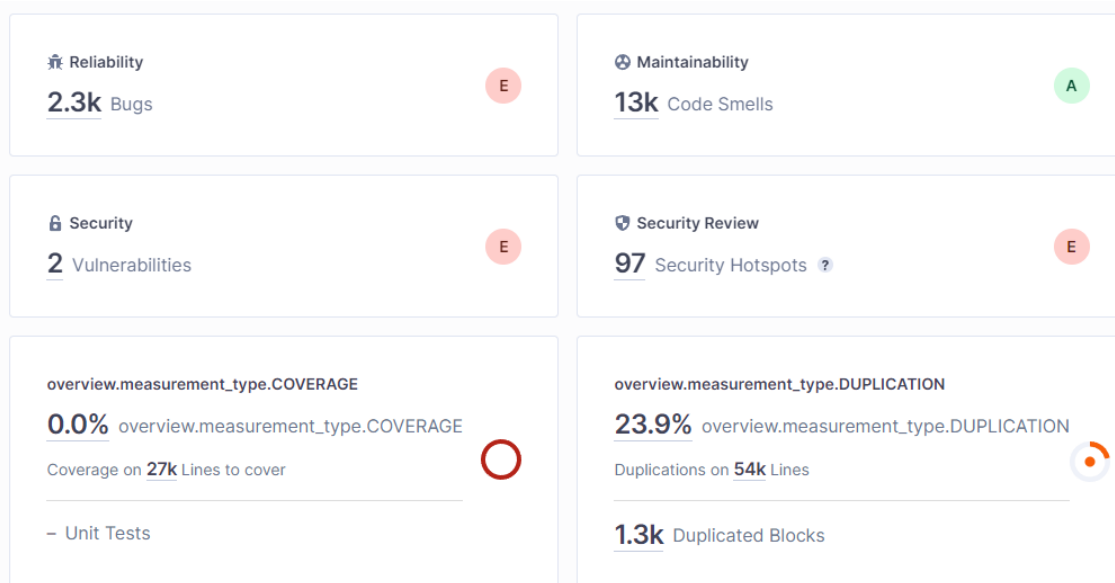 Reliability
2.3k Bugs
E
Maintainability
13k Code Smells
A
Security
2 Vulnerabilities
E
Security Review
97 Security Hotspots ?
E
overview.measurement_type.COVERAGE
0.0% overview.measurement_type.COVERAGE
Coverage on 27k Lines to cover
– Unit Tests
overview.measurement_type.DUPLICATION
23.9% overview.measurement_type.DUPLICATION
Duplications on 54k Lines
1.3k Duplicated Blocks